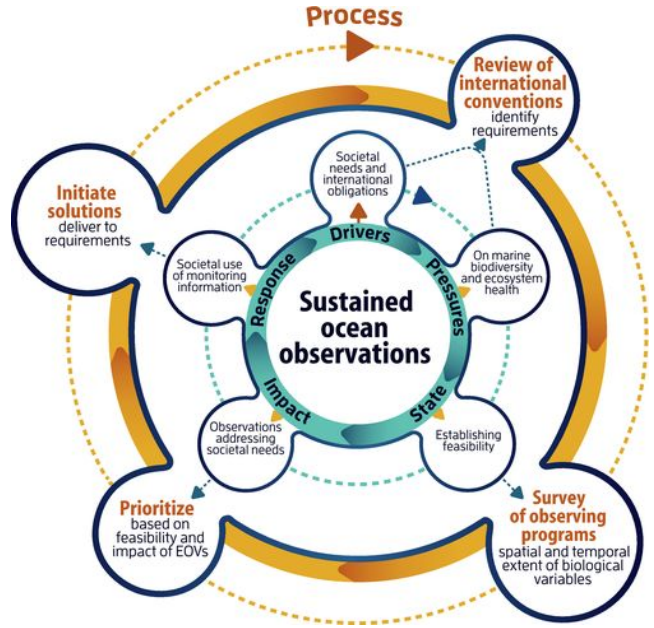 Process
Review of
international
conventions
identify
requirements
Societal
needs and
international
obligations
Initiate
solutions
deliver to
requirements
Drivers
Societal use
of monitoring
information
On marine
biodiversity
and ecosystem
health
Response
Pressures
Sustained
ocean
observations
Impact
State
Observations
addressing
societal needs
Establishing
feasibility
Prioritize
based on
feasibility and
impact of EOVs
Survey
of observing
programs
spatial and temporal
extent of biological
variables